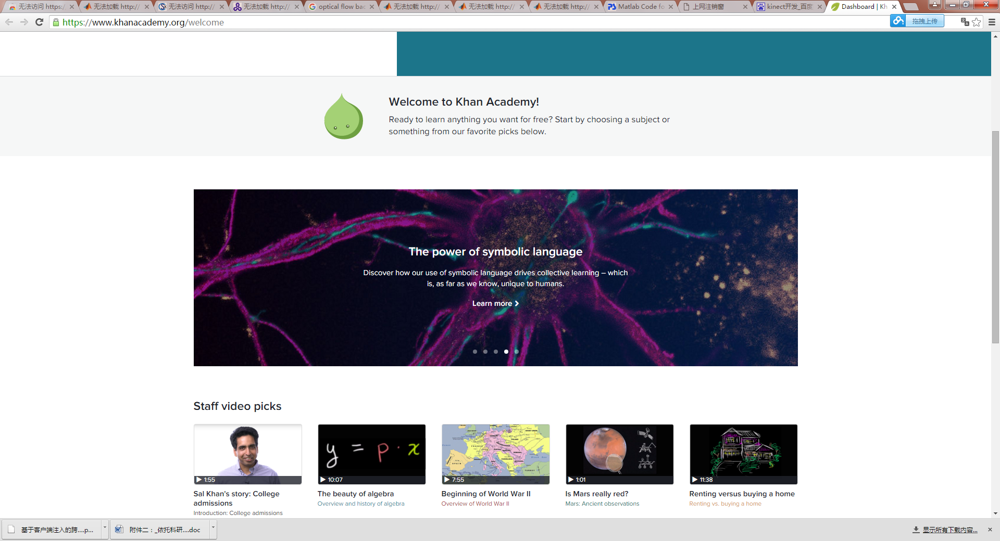 无法访问 https:/
无法加载 http://
无法访问 http://
无法加载 http://
optical flow bac
无法加载 http://
无法加载 http://
无法加载 http://
Matlab Code fo
上网注销窗
kinect开发_百度
Dashboard | Kh
https://www.khanacademy.org/welcome
拖拽上传
Welcome to Khan Academy!
Ready to learn anything you want for free? Start by choosing a subject or
something from our favorite picks below.
The power of symbolic language
Discover how our use of symbolic language drives collective learning – which
is, as far as we know, unique to humans.
Learn more
Staff video picks
y = p · x
1:55
10:07
7:55
1:01
11:38
Sal Khan's story: College
admissions
Introduction: College admissions
The beauty of algebra
Overview and history of algebra
Beginning of World War II
Overview of World War II
Is Mars really red?
Mars: Ancient observations
Renting versus buying a home
Renting vs. buying a home
基于客户端注入的跨....p...
附件二：_依托科研....doc
显示所有下载内容...